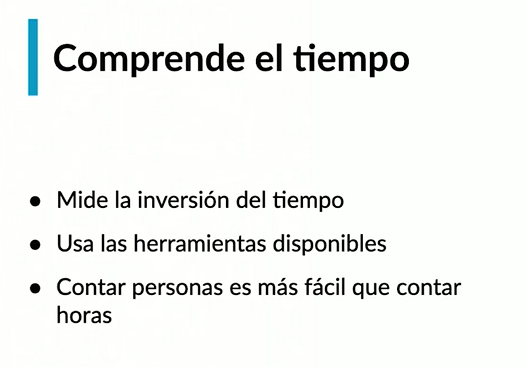 Comprende el tiempo
● Mide la inversión del tiempo
● Usa las herramientas disponibles
● Contar personas es más fácil que contar
horas